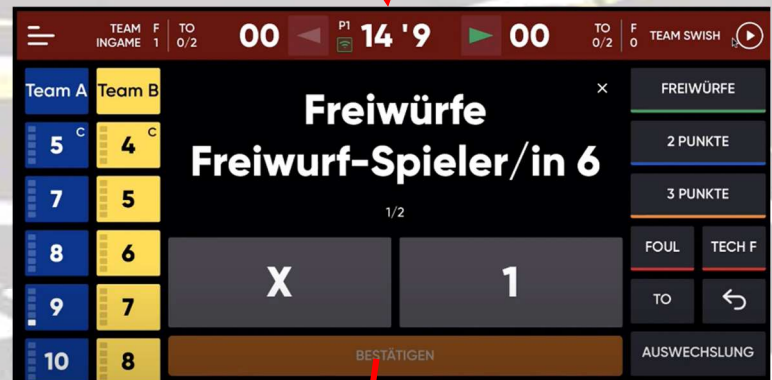 TEAM INGAME F 1 TO 0/2 00 P1 14 '9 00 TO 0/2 F 0 TEAM SWISH
Team A Team B
Freiwürfe
Freiwurf-Spieler/in 6
1/2
×
X 1
BESTÄTIGEN
5 C 4 C
7 5
8 6
9 7
10 8
FREIWÜRFE
2 PUNKTE
3 PUNKTE
FOUL TECH F
TO
AUSWECHSLUNG